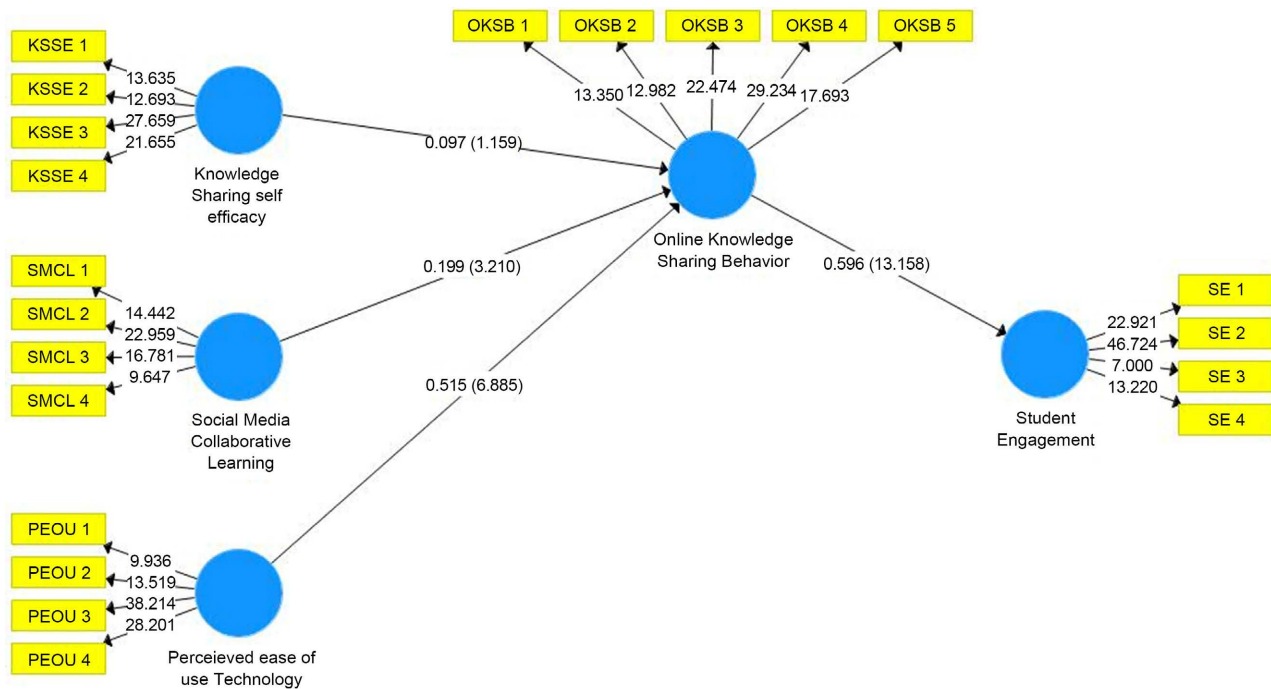 OKSB 1
OKSB 2
OKSB 3
OKSB 4
OKSB 5
13.350
12.982
22.474
29.234
17.693
KSSE 1
KSSE 2
KSSE 3
KSSE 4
13.635
12.693
27.659
21.655
Knowledge
Sharing self
efficacy
0.097 (1.159)
Online Knowledge
Sharing Behavior
SMCL 1
SMCL 2
SMCL 3
SMCL 4
14.442
22.959
16.781
9.647
Social Media
Collaborative
Learning
0.199 (3.210)
0.596 (13.158)
SE 1
SE 2
SE 3
SE 4
22.921
46.724
7.000
13.220
Student
Engagement
0.515 (6.885)
PEOU 1
PEOU 2
PEOU 3
PEOU 4
9.936
13.519
38.214
28.201
Perceieved ease of
use Technology